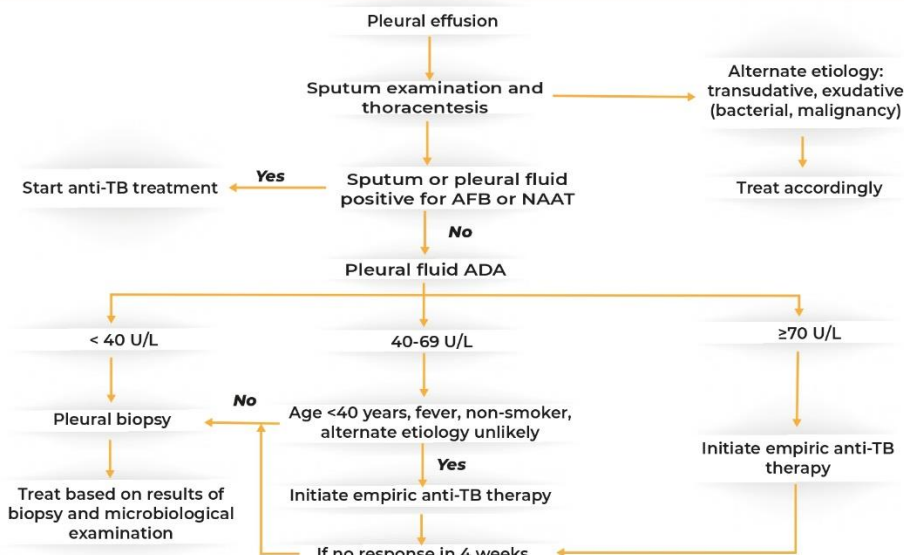 Pleural effusion
Sputum examination and
thoracentesis
Alternate etiology:
transudative, exudative
(bacterial, malignancy)
Treat accordingly
Start anti-TB treatment
Yes
Sputum or pleural fluid
positive for AFB or NAAT
No
Pleural fluid ADA
< 40 U/L
40-69 U/L
≥70 U/L
Pleural biopsy
No
Age <40 years, fever, non-smoker,
alternate etiology unlikely
Initiate empiric anti-TB
therapy
Yes
Treat based on results of
biopsy and microbiological
examination
Initiate empiric anti-TB therapy
If no response in 4 weeks